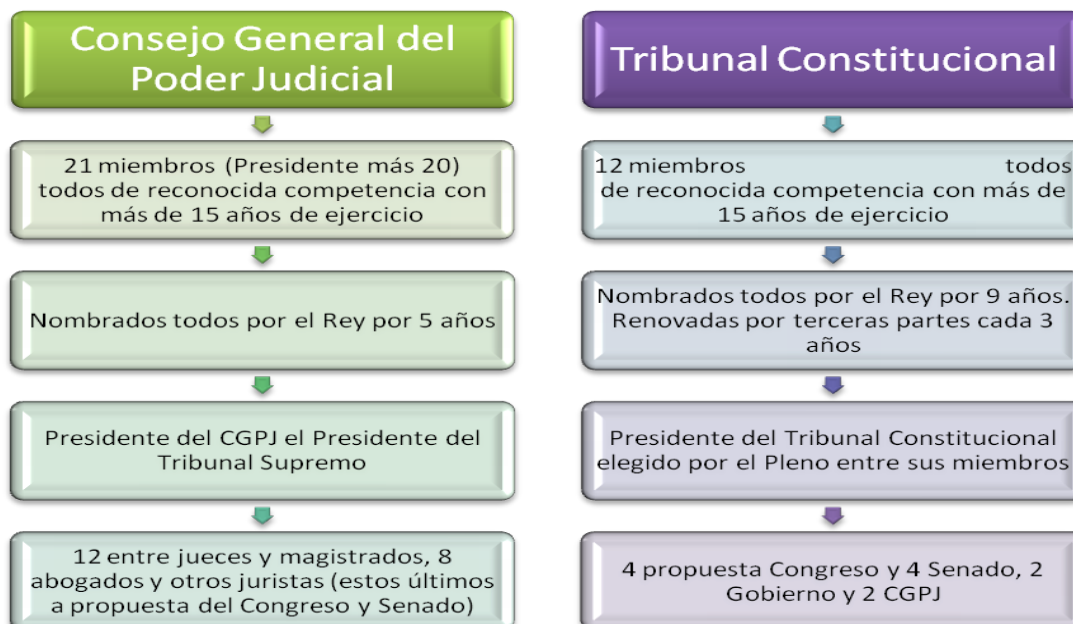 Consejo General del
Poder Judicial
21 miembros (Presidente más 20)
todos de reconocida competencia con
más de 15 años de ejercicio
Nombrados todos por el Rey por 5 años
Presidente del CGPJ el Presidente del
Tribunal Supremo
12 entre jueces y magistrados, 8
abogados y otros juristas (estos últimos
a propuesta del Congreso y Senado)
Tribunal Constitucional
12 miembros todos
de reconocida competencia con más de
15 años de ejercicio
Nombrados todos por el Rey por 9 años.
Renovadas por terceras partes cada 3
años
Presidente del Tribunal Constitucional
elegido por el Pleno entre sus miembros
4 propuesta Congreso y 4 Senado, 2
Gobierno y 2 CGPJ